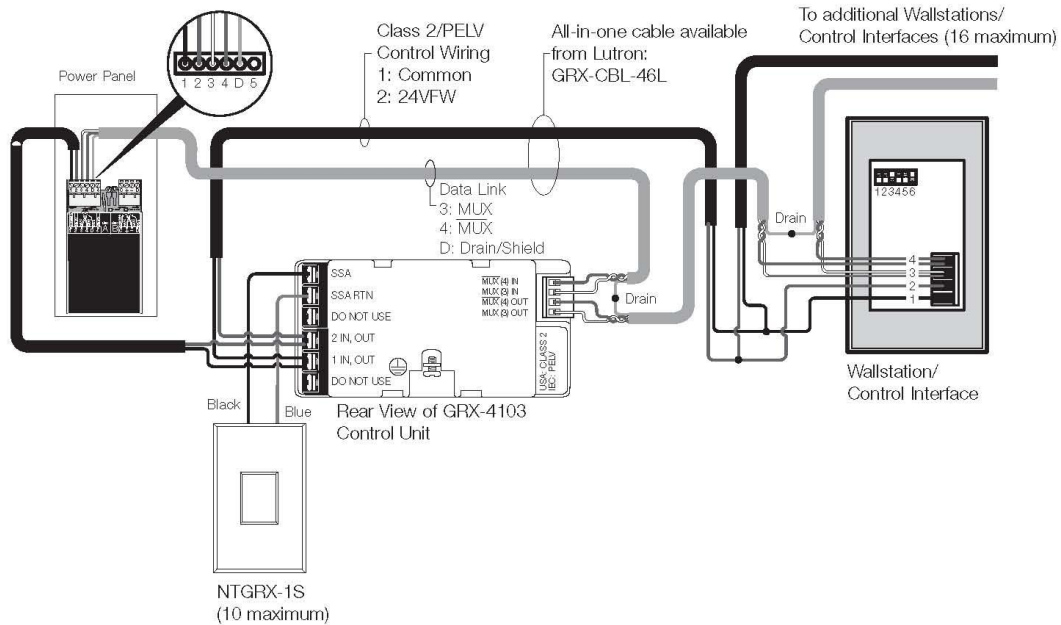 1 2 3 4 D 5
Power Panel
Class 2/PELV
Control Wiring
1: Common
2: 24VFW
All-in-one cable available
from Lutron:
GRX-CBL-46L
To additional Wallstations/
Control Interfaces (16 maximum)
Data Link
3: MUX
4: M̅U̅X̅
D: Drain/Shield
123456
Drain
4
3
2
1
Wallstation/
Control Interface
SSA
SSA RTN
DO NOT USE
2 IN, OUT
1 IN, OUT
DO NOT USE
M̅U̅X̅ (4) IN
MUX (3) IN
M̅U̅X̅ (4) OUT
MUX (3) OUT
Drain
USA: CLASS 2
IEC: PELV
Rear View of GRX-4103
Control Unit
Black
Blue
NTGRX-1S
(10 maximum)